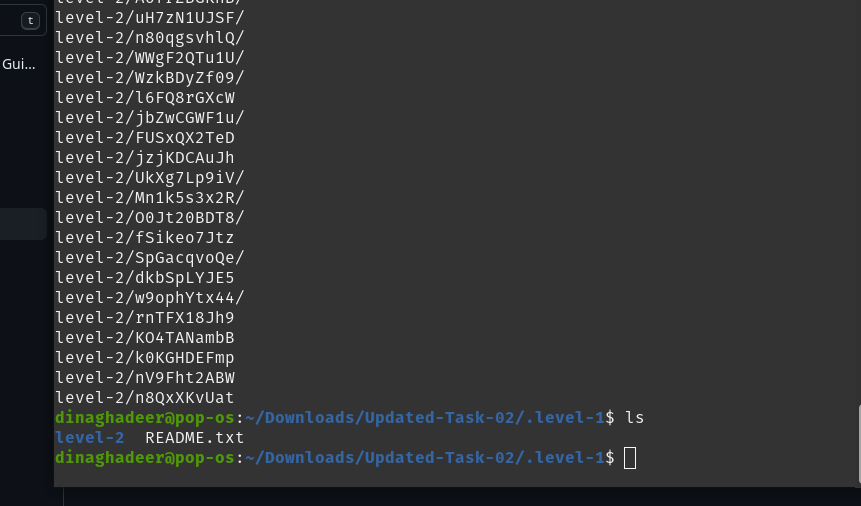 t
Gui...
level-2/uH7zN1UJSF/
level-2/n80qgsvhlQ/
level-2/WWgF2QTu1U/
level-2/WzkBDyZf09/
level-2/l6FQ8rGXcW
level-2/jbZwCGWF1u/
level-2/FUSxQX2TeD
level-2/jzjKDCAuJh
level-2/UkXg7Lp9iV/
level-2/Mn1k5s3x2R/
level-2/O0Jt20BDT8/
level-2/fSikeo7Jtz
level-2/SpGacqvoQe/
level-2/dkbSpLYJE5
level-2/w9ophYtx44/
level-2/rnTFX18Jh9
level-2/KO4TANambB
level-2/k0KGHDEFmp
level-2/nV9Fht2ABW
level-2/n8QxXKvUat
dinaghadeer@pop-os:~/Downloads/Updated-Task-02/.level-1$ ls
level-2  README.txt
dinaghadeer@pop-os:~/Downloads/Updated-Task-02/.level-1$